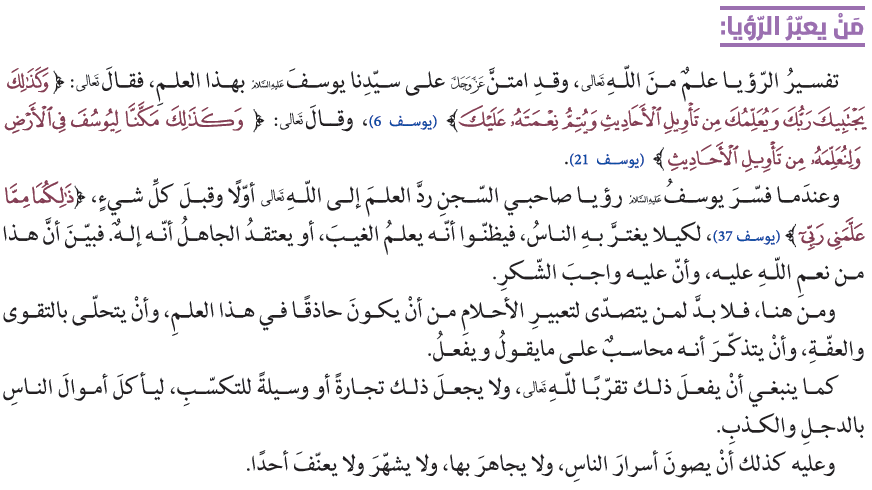 مَنْ يعبّرُ الرّؤيا:
تفسيرُ الرّؤيا علمٌ منَ اللّهِ تعالى، وقدِ امتنَّ عزّوجلّ على سيّدِنا يوسفَ عليه السلام بهذا العلمِ، فقالَ تعالى: ﴿ وَكَذَٰلِكَ
يَجْتَبِيكَ رَبُّكَ وَيُعَلِّمُكَ مِن تَأْوِيلِ ٱلْأَحَادِيثِ وَيُتِمُّ نِعْمَتَهُۥ عَلَيْكَ﴾ (يوسف 6)، وقالَ تعالى: ﴿ وَكَذَٰلِكَ مَكَّنَّا لِيُوسُفَ فِي ٱلْأَرْضِ
وَلِنُعَلِّمَهُۥ مِن تَأْوِيلِ ٱلْأَحَادِيثِ ﴾ (يوسف 21).
وعندَما فسّرَ يوسفُ عليه السلام رؤيا صاحبي السّجنِ ردَّ العلمَ إلى اللّهِ تعالى أوّلًا وقبلَ كلِّ شيءٍ، ﴿ذَٰلِكُمَا مِمَّا
عَلَّمَنِي رَبِّيٓ﴾ (يوسف 37)، لكيلا يغترَّ بهِ الناسُ، فيظنّوا أنّه يعلمُ الغيبَ، أو يعتقدُ الجاهلُ أنّه إلهٌ. فبيّنَ أنَّ هذا
من نعمِ اللّهِ عليه، وأنّ عليه واجبَ الشّكرِ.
ومن هنا، فلا بدَّ لمن يتصدّى لتعبيرِ الأحلامِ من أنْ يكونَ حاذقًا في هذا العلمِ، وأنْ يتحلّى بالتقوى
والعفّةِ، وأنْ يتذكّرَ أنه محاسبٌ على مايقولُ ويفعلُ.
كما ينبغي أنْ يفعلَ ذلك تقرّبًا للّهِ تعالى، ولا يجعلَ ذلك تجارةً أو وسيلةً للتكسّبِ، ليأكلَ أموالَ الناسِ
بالدجلِ والكذبِ.
وعليه كذلك أنْ يصونَ أسرارَ الناسِ، ولا يجاهرَ بها، ولا يشهّرَ ولا يعنّفَ أحدًا.